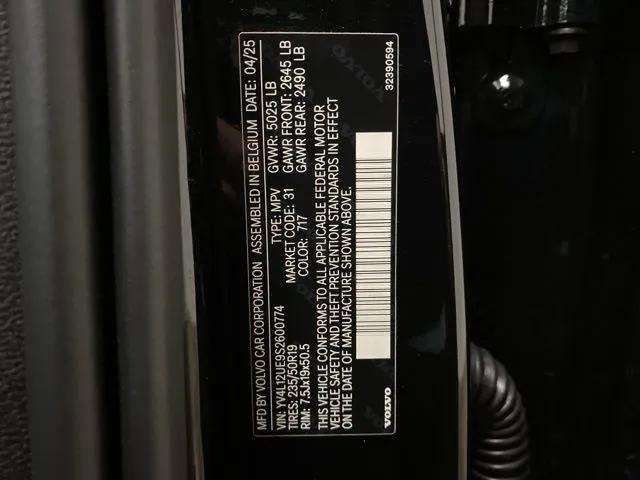 MFD BY VOLVO CAR CORPORATION ASSEMBLED IN BELGIUM DATE: 04/25
VIN: YV4L12UE9S2600774 TYPE: MPV GVWR: 5025 LB
TIRES: 235/50R19 MARKET CODE: 31 GAWR FRONT: 2645 LB
RIM: 7.5Jx19x50.5 COLOR: 717 GAWR REAR: 2490 LB
THIS VEHICLE CONFORMS TO ALL APPLICABLE FEDERAL MOTOR
VEHICLE SAFETY AND THEFT PREVENTION STANDARDS IN EFFECT
ON THE DATE OF MANUFACTURE SHOWN ABOVE.
VOLVO 32390594